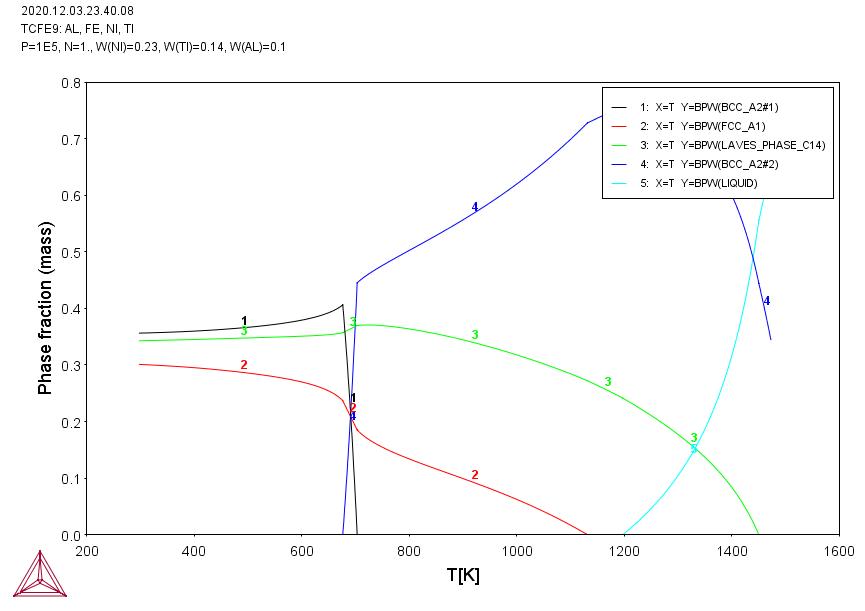 2020.12.03.23.40.08
TCFE9: AL, FE, NI, TI
P=1E5, N=1., W(NI)=0.23, W(TI)=0.14, W(AL)=0.1
0.8
0.7
0.6
0.5
0.4
0.3
0.2
0.1
0.0
Phase fraction (mass)
1: X=T Y=BPW(BCC_A2#1)
2: X=T Y=BPW(FCC_A1)
3: X=T Y=BPW(LAVES_PHASE_C14)
4: X=T Y=BPW(BCC_A2#2)
5: X=T Y=BPW(LIQUID)
4
1
3
2
3
1
2
4
3
2
3
3
5
4
200 400 600 800 1000 1200 1400 1600
T[K]